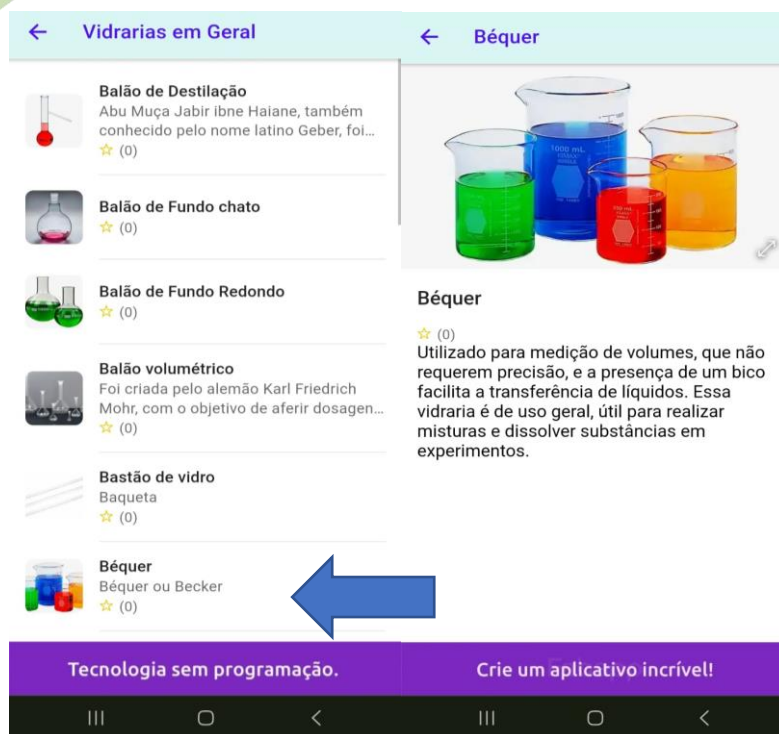 Vidrarias em Geral
Balão de Destilação
Abu Muça Jabir ibne Haiane, também
conhecido pelo nome latino Geber, foi...
(0)
Balão de Fundo chato
(0)
Balão de Fundo Redondo
(0)
Balão volumétrico
Foi criada pelo alemão Karl Friedrich
Mohr, com o objetivo de aferir dosagen...
(0)
Bastão de vidro
Baqueta
(0)
Béquer
Béquer ou Becker
(0)
Tecnologia sem programação.
Béquer
1000 mL
Béquer
(0)
Utilizado para medição de volumes, que não
requerem precisão, e a presença de um bico
facilita a transferência de líquidos. Essa
vidraria é de uso geral, útil para realizar
misturas e dissolver substâncias em
experimentos.
Crie um aplicativo incrível!